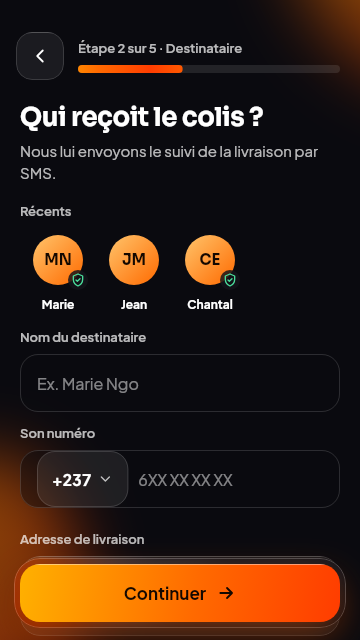 Étape 2 sur 5 · Destinataire
Qui reçoit le colis ?
Nous lui envoyons le suivi de la livraison par
SMS.
Récents
MN JM CE
Marie Jean Chantal
Nom du destinataire
Ex. Marie Ngo
Son numéro
+237 6XX XX XX XX
Adresse de livraison
Continuer →